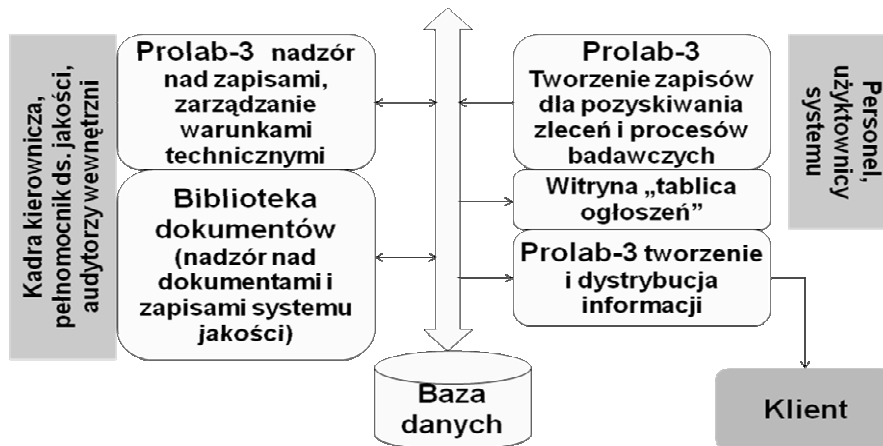 Kadra kierownicza,
pełnomocnik ds. jakości,
audytorzy wewnętrzni
Prolab-3 nadzór
nad zapisami,
zarządzanie
warunkami
technicznymi
Biblioteka
dokumentów
(nadzór nad
dokumentami i
zapisami systemu
jakości)
Prolab-3
Tworzenie zapisów
dla pozyskiwania
zleceń i procesów
badawczych
Witryna „tablica
ogłoszeń”
Prolab-3 tworzenie
i dystrybucja
informacji
Personel,
użyktownicy
systemu
Baza
danych
Klient